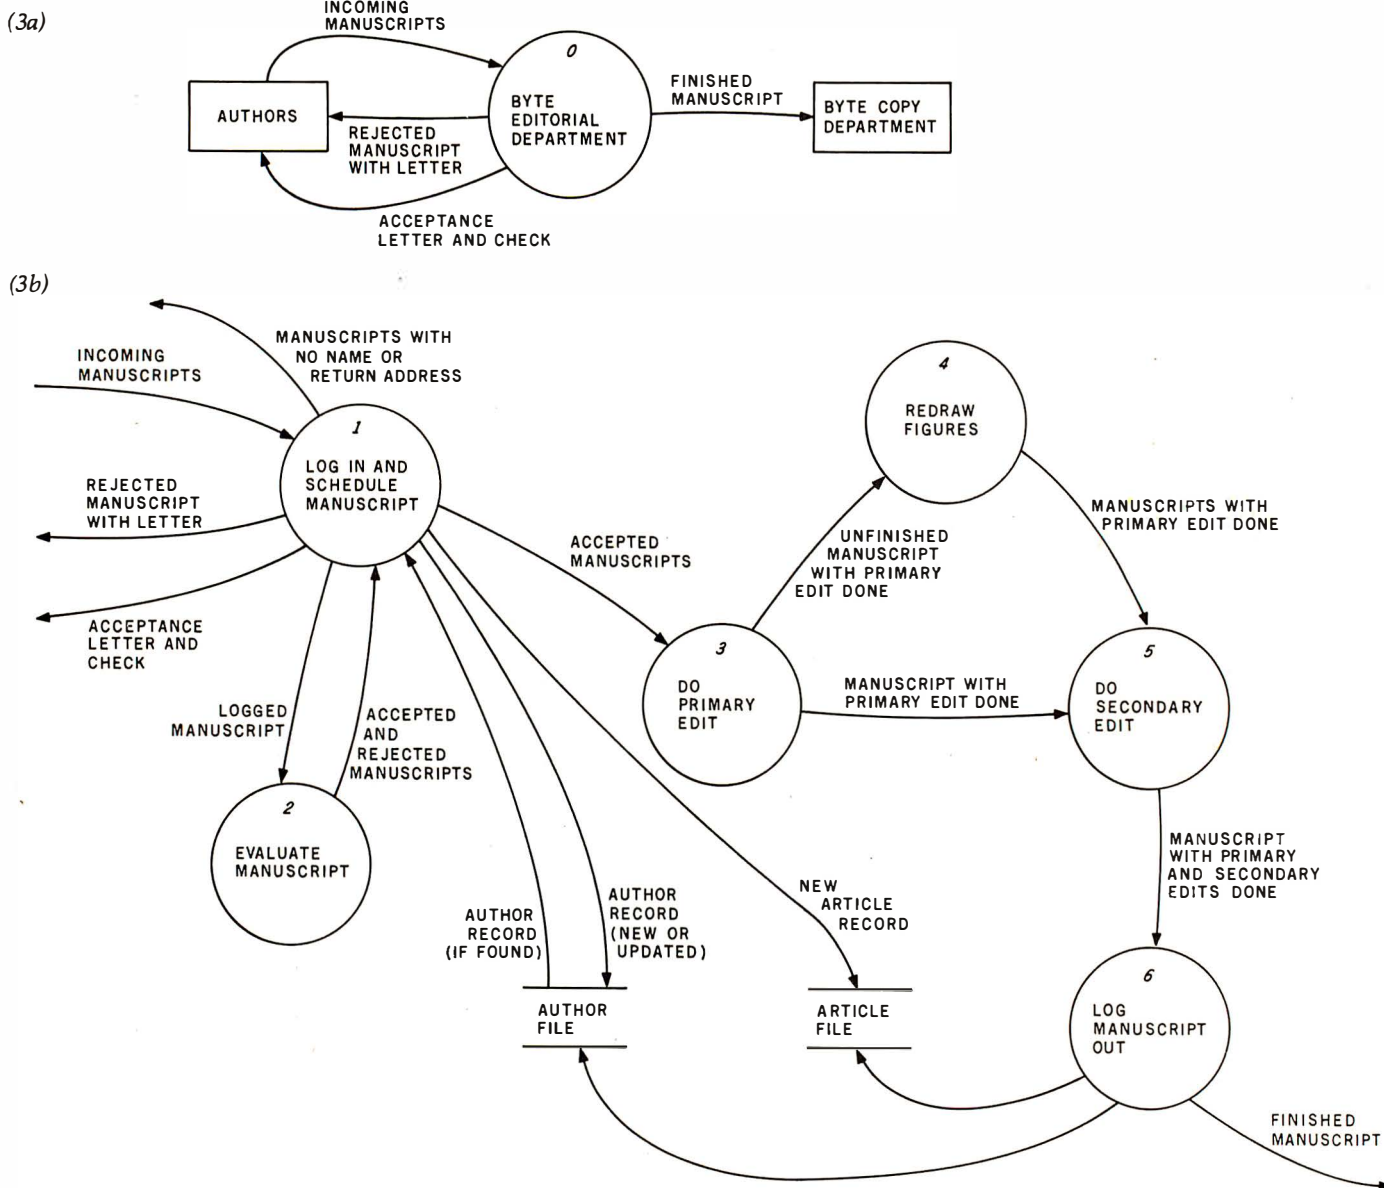 (3a)
INCOMING
MANUSCRIPTS
AUTHORS
0
BYTE
EDITORIAL
DEPARTMENT
FINISHED
MANUSCRIPT
BYTE COPY
DEPARTMENT
REJECTED
MANUSCRIPT
WITH LETTER
ACCEPTANCE
LETTER AND CHECK
(3b)
MANUSCRIPTS WITH
NO NAME OR
RETURN ADDRESS
INCOMING
MANUSCRIPTS
1
LOG IN AND
SCHEDULE
MANUSCRIPT
REJECTED
MANUSCRIPT
WITH LETTER
ACCEPTANCE
LETTER AND
CHECK
LOGGED
MANUSCRIPT
ACCEPTED
AND
REJECTED
MANUSCRIPTS
2
EVALUATE
MANUSCRIPT
ACCEPTED
MANUSCRIPTS
3
DO
PRIMARY
EDIT
UNFINISHED
MANUSCRIPT
WITH PRIMARY
EDIT DONE
4
REDRAW
FIGURES
MANUSCRIPTS WITH
PRIMARY EDIT DONE
MANUSCRIPT WITH
PRIMARY EDIT DONE
5
DO
SECONDARY
EDIT
MANUSCRIPT
WITH PRIMARY
AND SECONDARY
EDITS DONE
AUTHOR
RECORD
(IF FOUND)
AUTHOR
RECORD
(NEW OR
UPDATED)
NEW
ARTICLE
RECORD
AUTHOR
FILE
ARTICLE
FILE
6
LOG
MANUSCRIPT
OUT
FINISHED
MANUSCRIPT